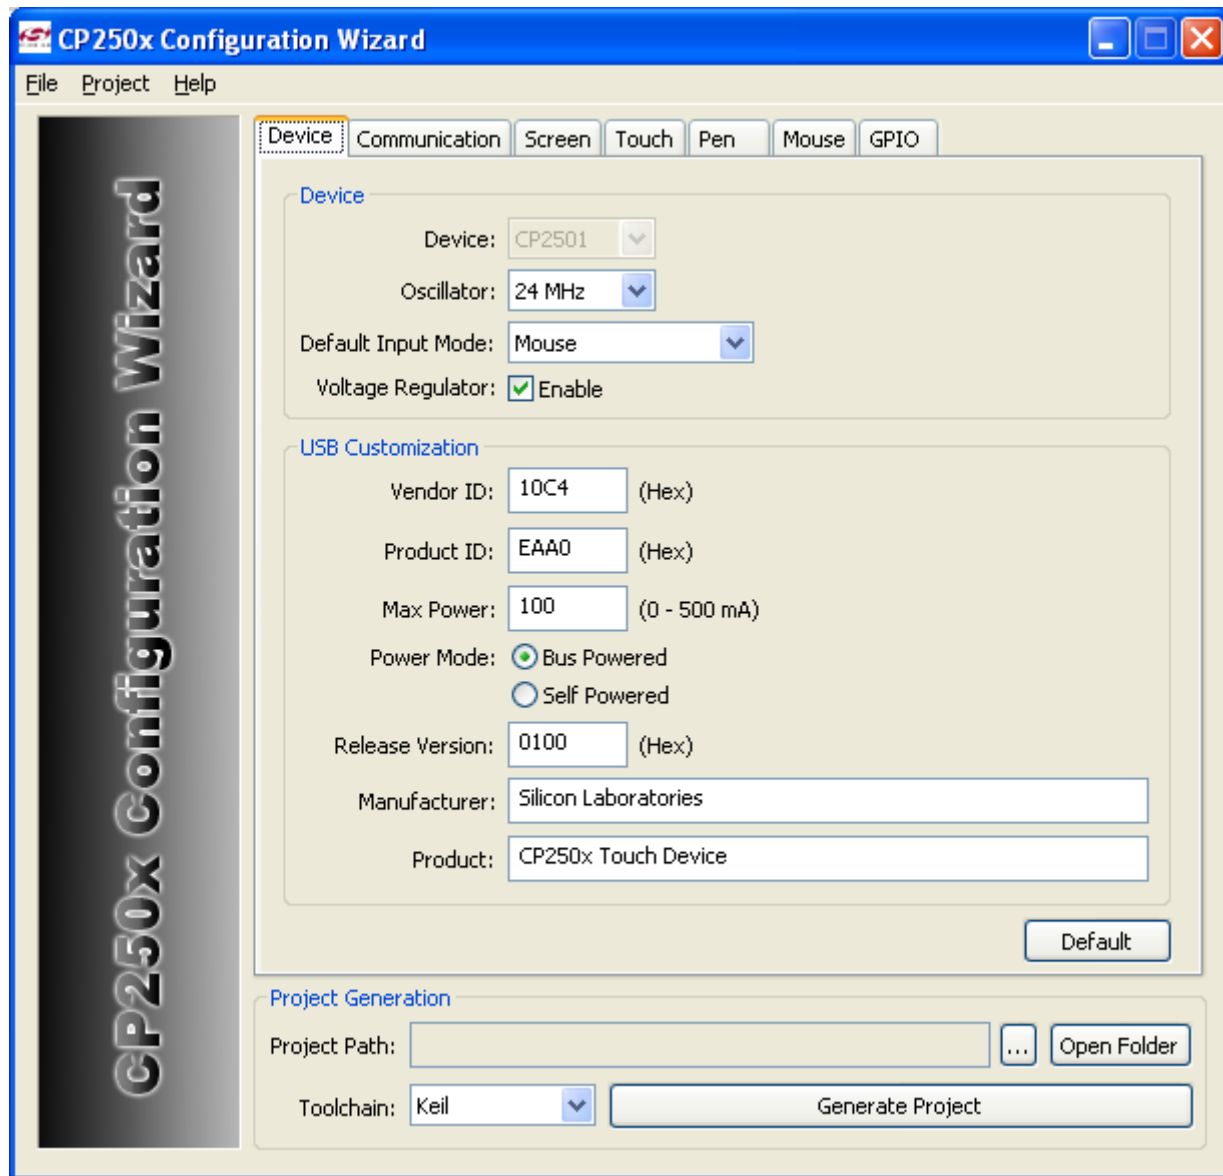 CP250x Configuration Wizard
File Project Help
CP250x Configuration Wizard
Device Communication Screen Touch Pen Mouse GPIO
Device
Device: CP2501
Oscillator: 24 MHz
Default Input Mode: Mouse
Voltage Regulator: Enable
USB Customization
Vendor ID: 10C4 (Hex)
Product ID: EAA0 (Hex)
Max Power: 100 (0 - 500 mA)
Power Mode: Bus Powered
Self Powered
Release Version: 0100 (Hex)
Manufacturer: Silicon Laboratories
Product: CP250x Touch Device
Default
Project Generation
Project Path: ... Open Folder
Toolchain: Keil Generate Project